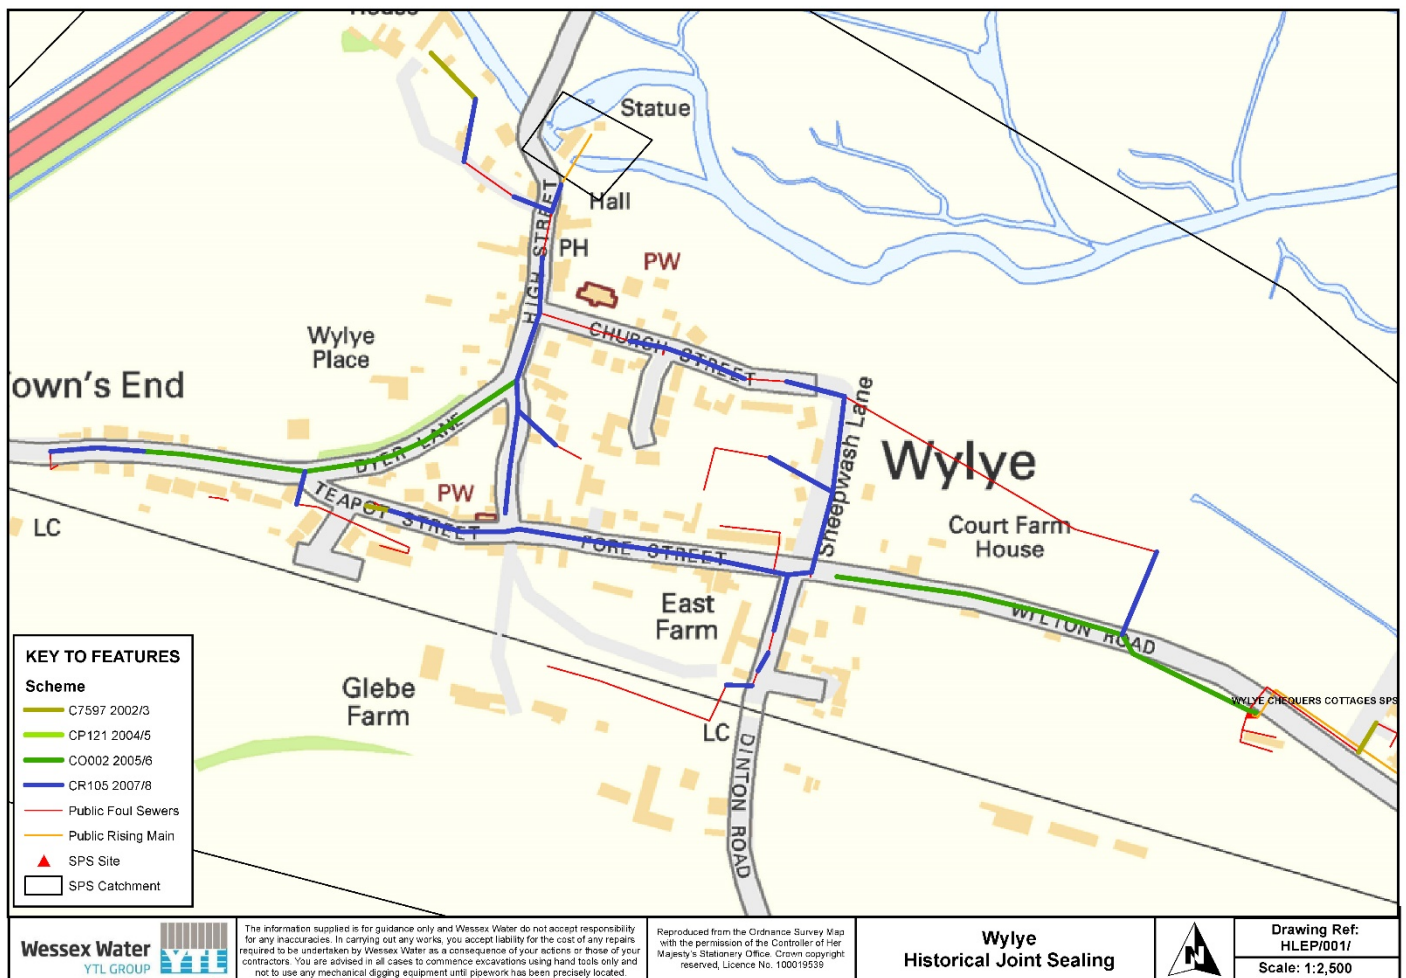 House
Statue
Hall
HIGH STREET
PH
PW
CHURCH STREET
Wylye
Place
own's End
DYER LANE
Sheepwash Lane
Wylye
PW
TEAPOT STREET
LC
FORE STREET
Court Farm
House
East
Farm
WILTON ROAD
WYLYE CHEQUERS COTTAGES SPS
Glebe
Farm
LC
DINTON ROAD
KEY TO FEATURES
Scheme
C7597 2002/3
CP121 2004/5
CO002 2005/6
CR105 2007/8
Public Foul Sewers
Public Rising Main
SPS Site
SPS Catchment
Wessex Water
YTL GROUP
YTL
The information supplied is for guidance only and Wessex Water do not accept responsibility
for any inaccuracies. In carrying out any works, you accept liability for the cost of any repairs
required to be undertaken by Wessex Water as a consequence of your actions or those of your
contractors. You are advised in all cases to commence excavations using hand tools only and
not to use any mechanical digging equipment until pipework has been precisely located.
Reproduced from the Ordnance Survey Map
with the permission of the Controller of Her
Majesty's Stationery Office. Crown copyright
reserved, Licence No. 100019539
Wylye
Historical Joint Sealing
N
Drawing Ref:
HLEP/001/
Scale: 1:2,500